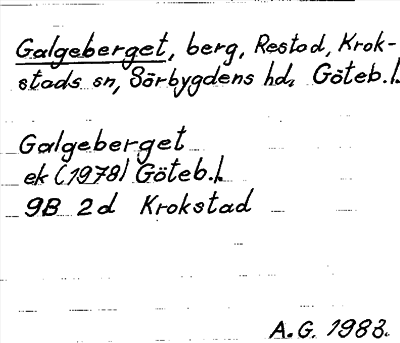 Galgeberget, berg, Restad, Krok-
stads sn, Sörbygdens hd, Göteb.l.
Galgeberget
ek (1978) Göteb.l.
9B 2d Krokstad
A.G. 1983.